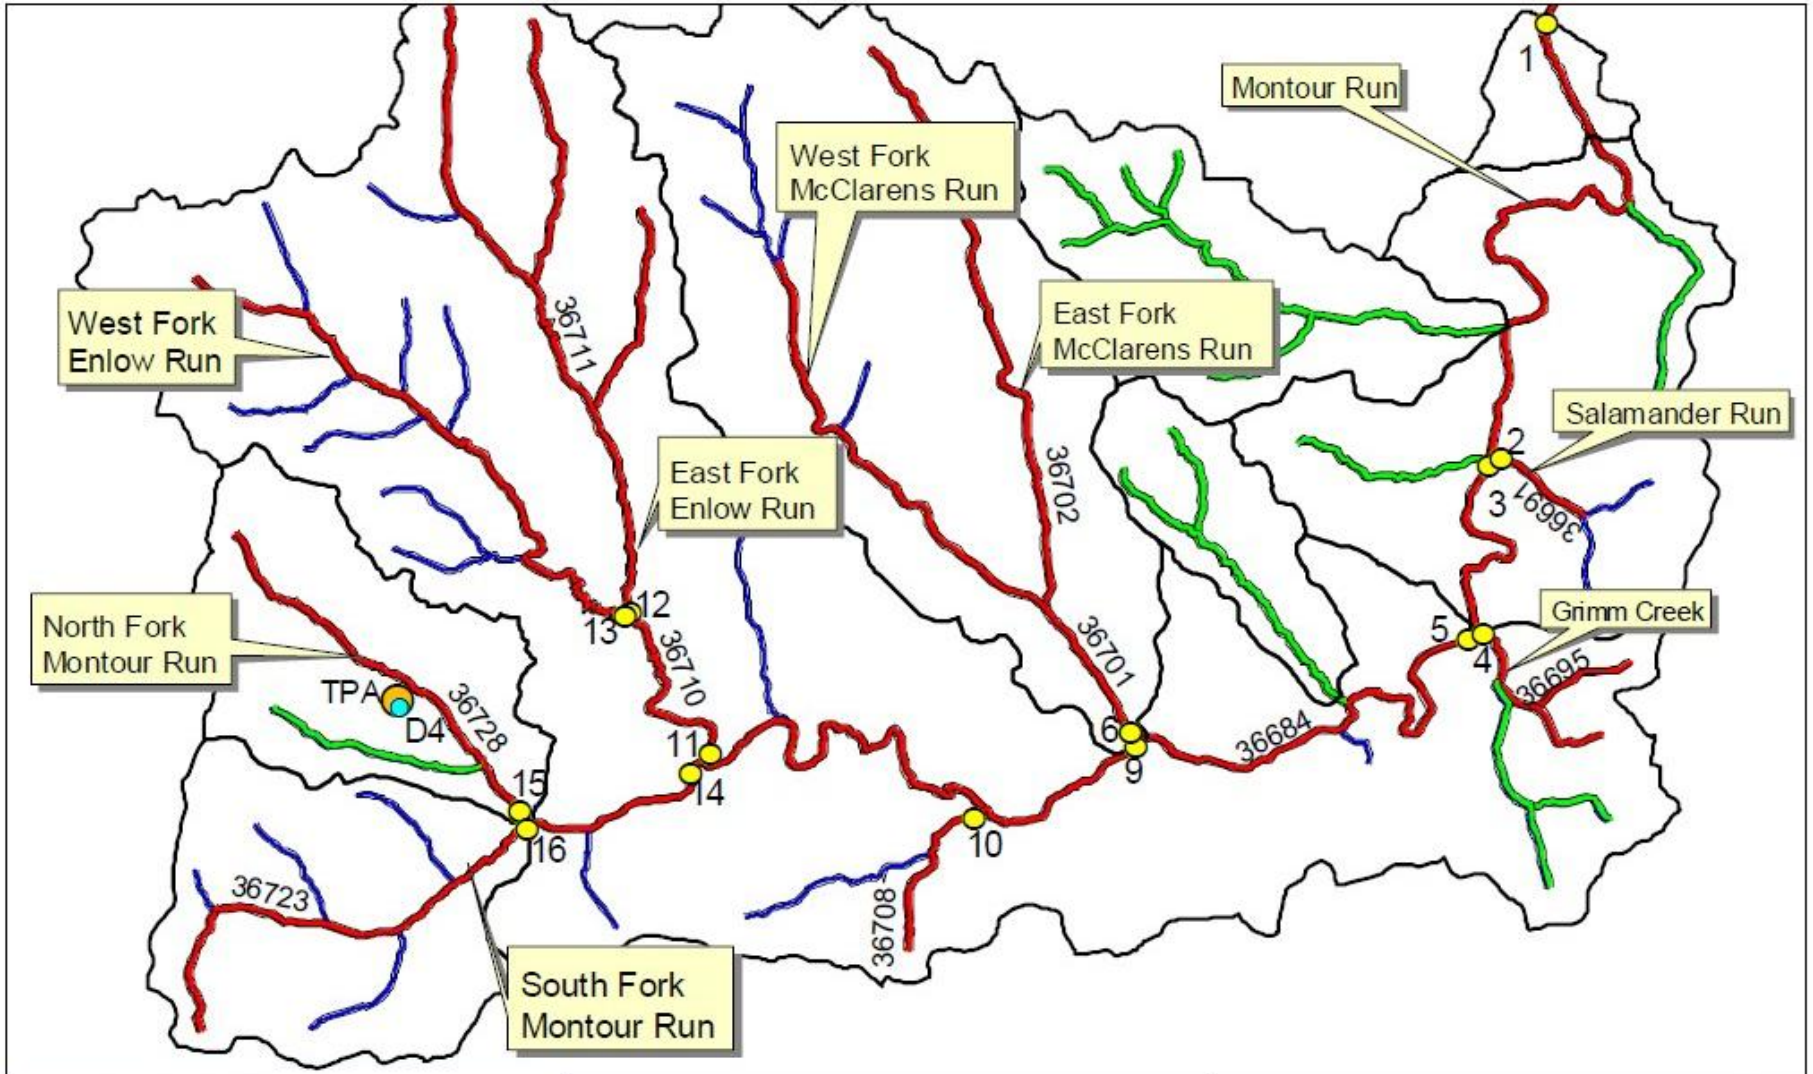 1
Montour Run
West Fork
McClarens Run
36711
West Fork
Enlow Run
East Fork
McClarens Run
Salamander Run
2
3
36691
36702
East Fork
Enlow Run
12
13
Grimm Creek
5
4
36695
North Fork
Montour Run
36710
36701
TPA
D4
36728
6
9
36684
11
14
15
16
10
36723
36708
South Fork
Montour Run